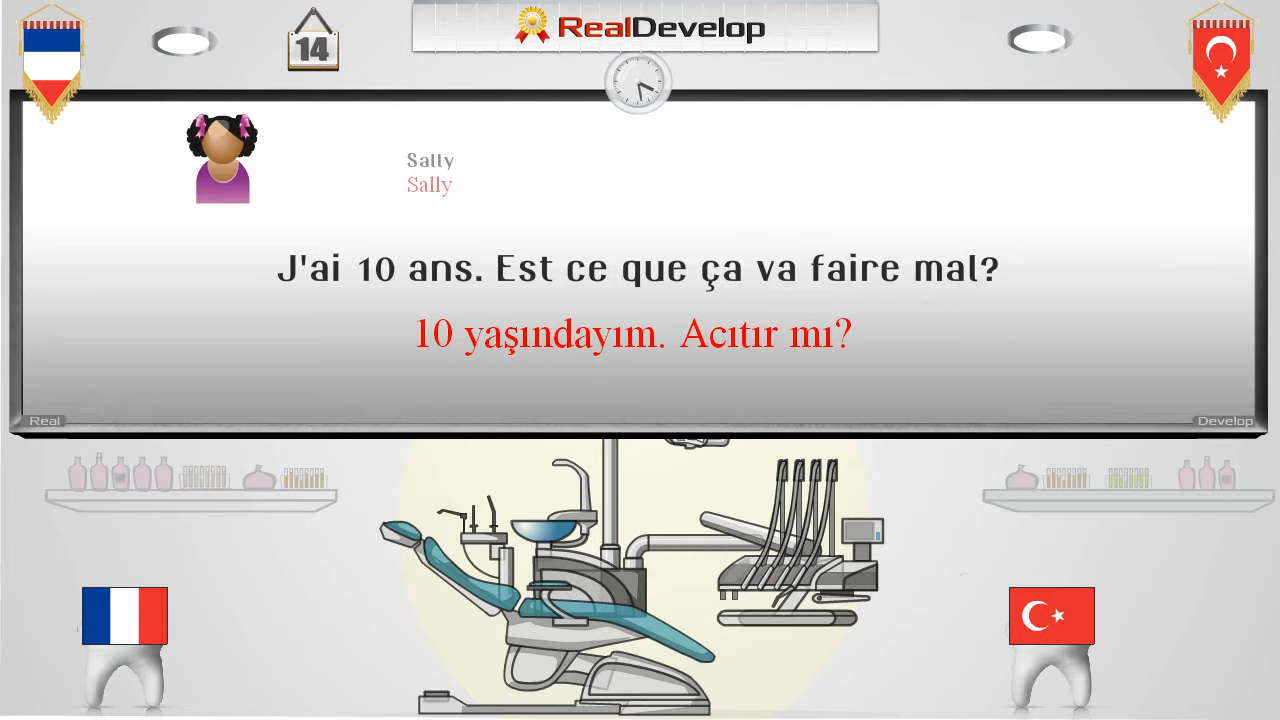 14
RealDevelop
Sally
Sally
J'ai 10 ans. Est ce que ça va faire mal?
10 yaşındayım. Acıtır mı?
Real
Develop